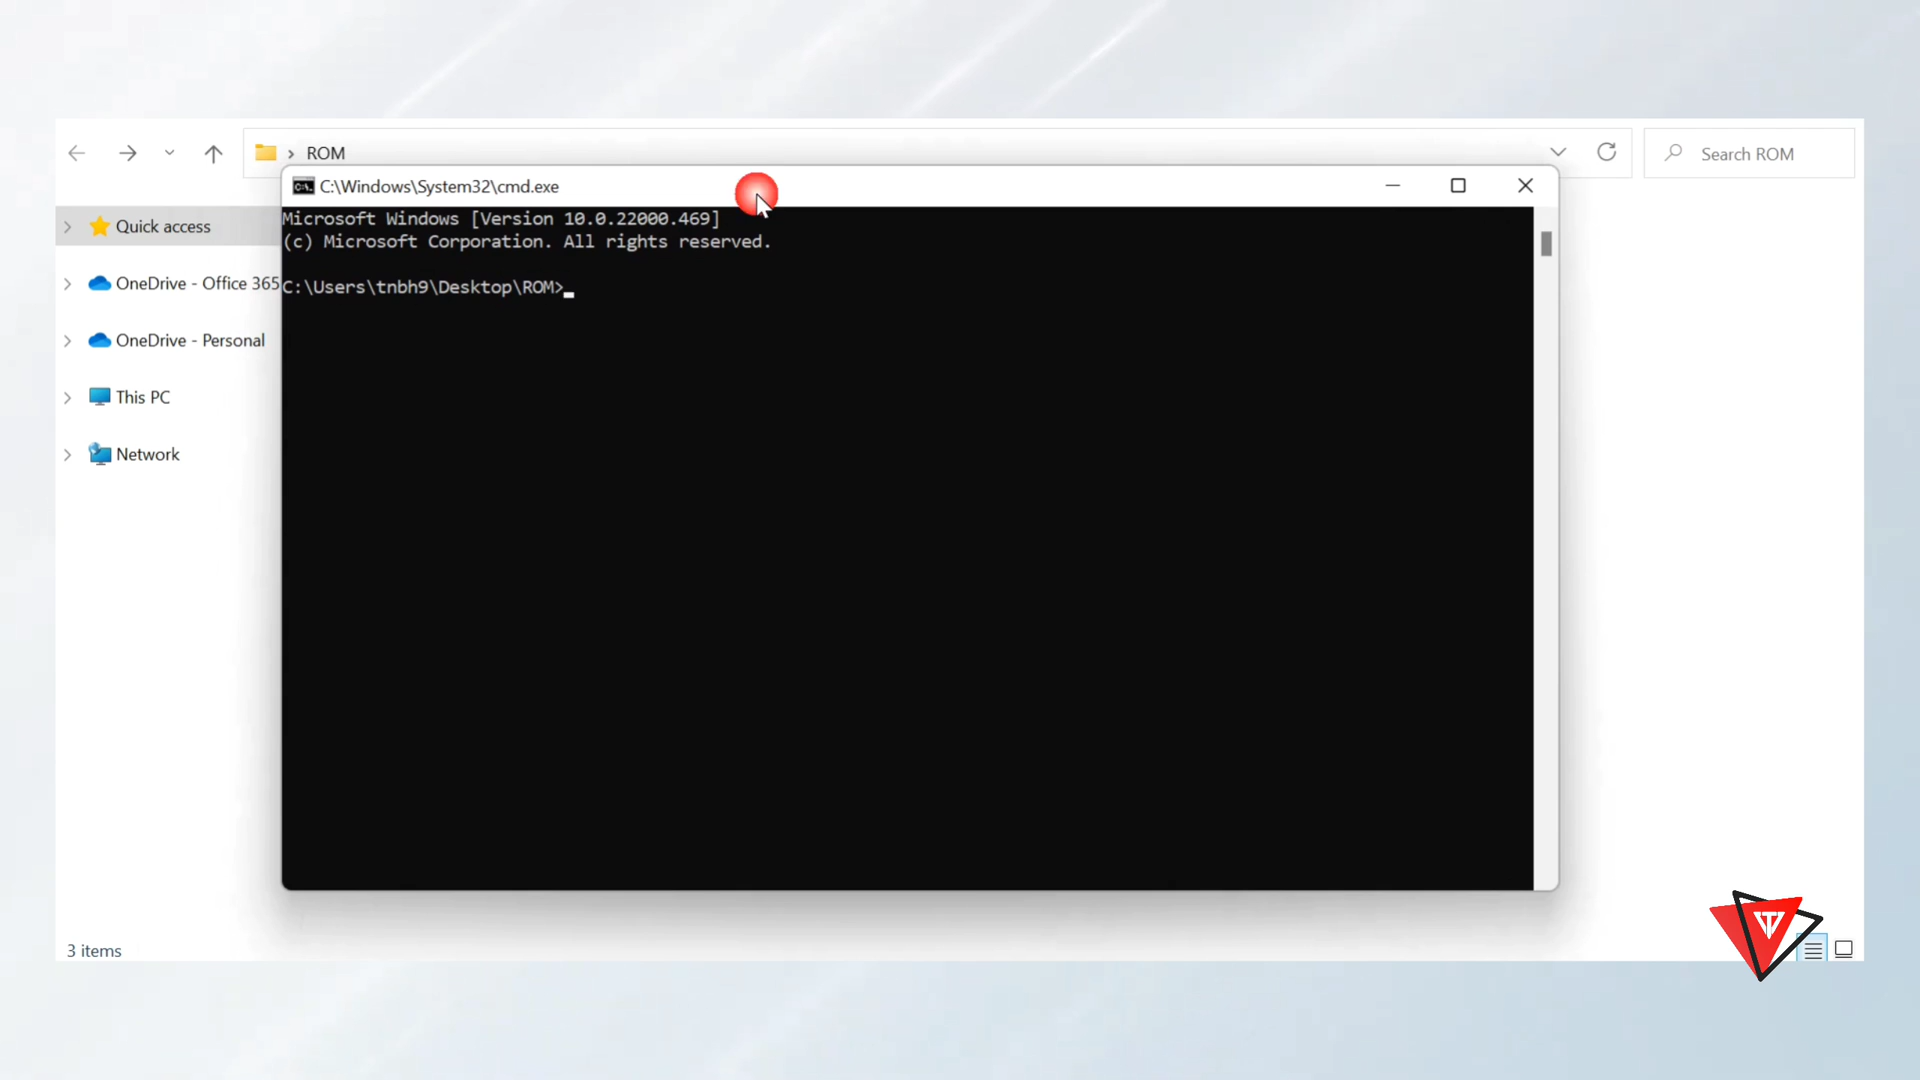 ROM
Search ROM
C:\Windows\System32\cmd.exe
Microsoft Windows [Version 10.0.22000.469]
(c) Microsoft Corporation. All rights reserved.
C:\Users\tnbh9\Desktop\ROM>
Quick access
OneDrive - Office 365
OneDrive - Personal
This PC
Network
3 items